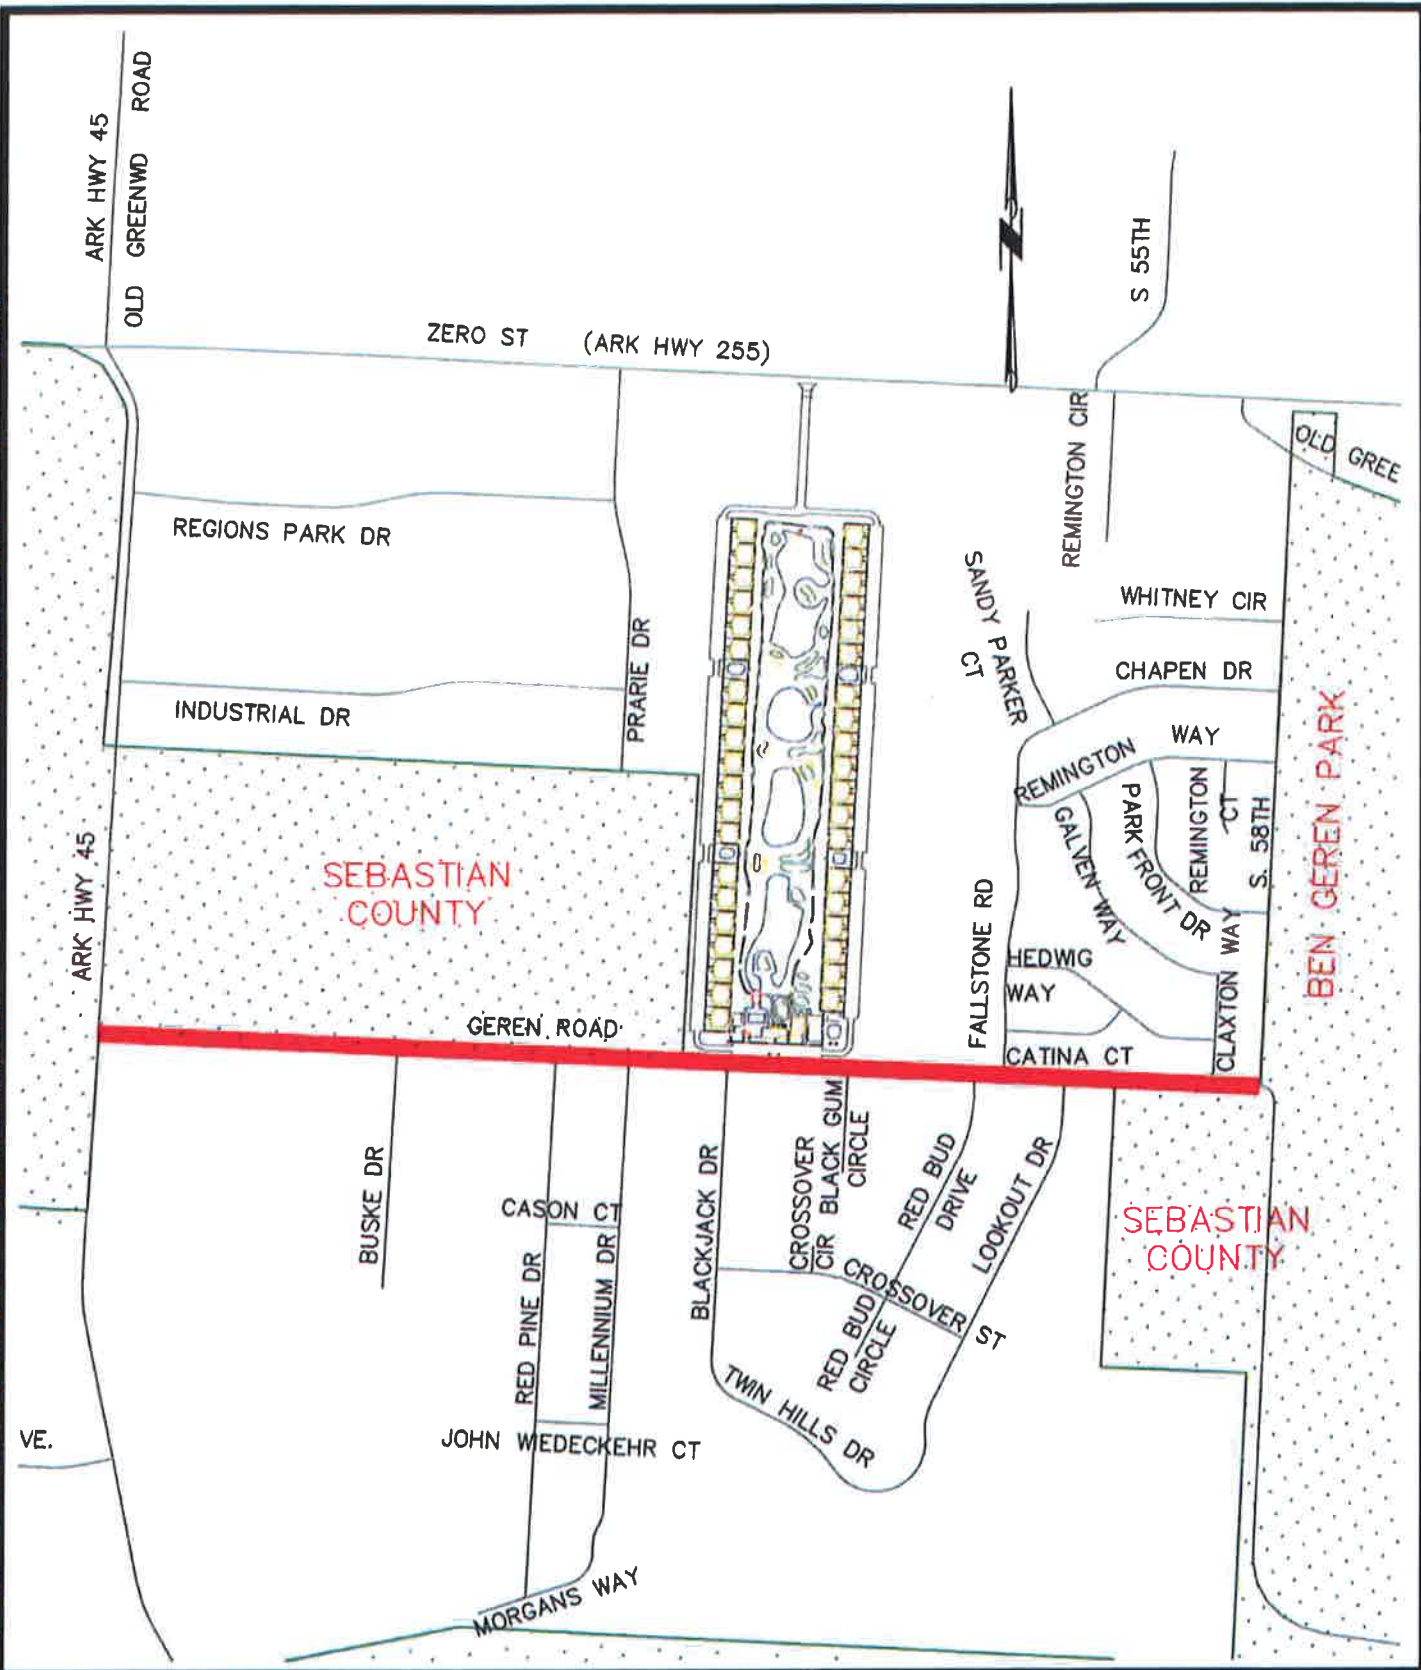 ARK HWY 45
OLD GREENWD ROAD
ZERO ST (ARK HWY 255)
S 55TH
N
REMINGTON CIR
OLD GREE
REGIONS PARK DR
INDUSTRIAL DR
PRARIE DR
SANDY PARKER
CT
WHITNEY CIR
CHAPEN DR
REMINGTON WAY
REMINGTON
CT
PARK FRONT DR
GALVEN WAY
S. 58TH
BEN GEREN PARK
ARK HWY 45
SEBASTIAN
COUNTY
GEREN ROAD
FALLSTONE RD
HEDWIG
WAY
CATINA CT
CLAXTON WAY
BUSKE DR
CASON CT
RED PINE DR
MILLENNIUM DR
BLACKJACK DR
CROSSOVER
CIR
BLACK GUM
CIRCLE
RED BUD
DRIVE
LOOKOUT DR
CROSSOVER ST
RED BUD
CIRCLE
SEBASTIAN
COUNTY
TWIN HILLS DR
VE.
JOHN WEDECKEHR CT
MORGANS WAY